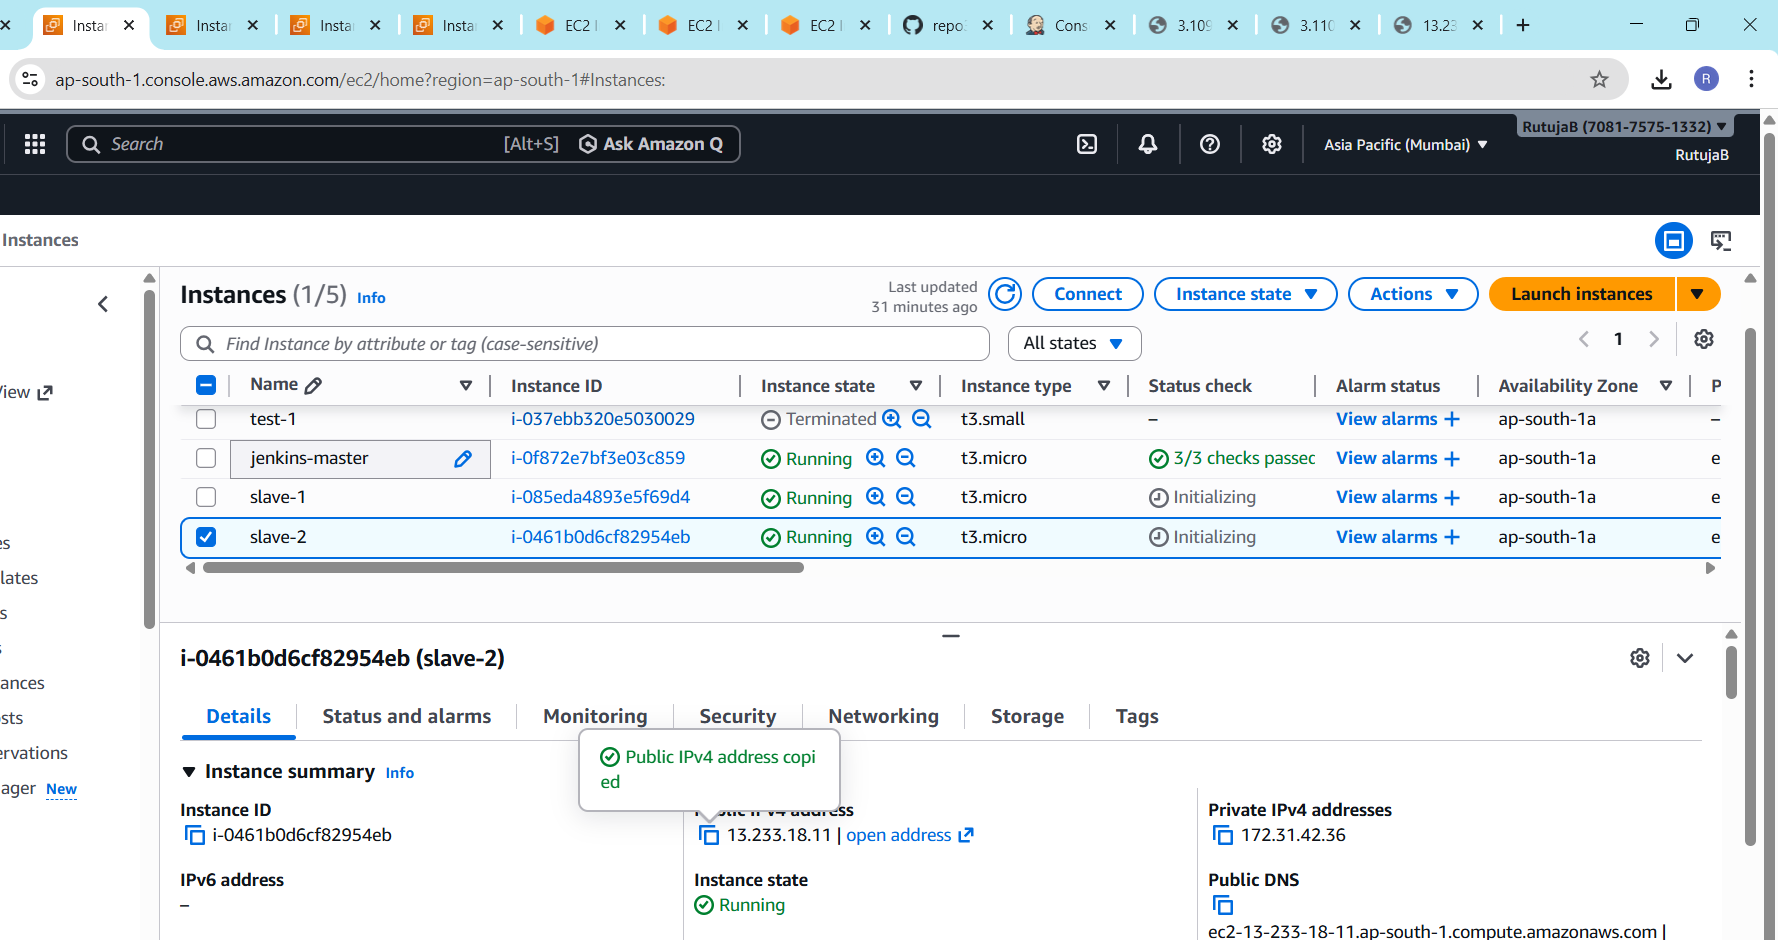 Instar
Instar
Instar
Instar
EC2 I
EC2 I
EC2 I
repo
Cons
3.109
3.110
13.23
ap-south-1.console.aws.amazon.com/ec2/home?region=ap-south-1#Instances:
R
Search
[Alt+S]
Ask Amazon Q
Asia Pacific (Mumbai)
RutujaB (7081-7575-1332)
RutujaB
Instances
Instances (1/5) Info
Last updated
31 minutes ago
Connect
Instance state
Actions
Launch instances
Find Instance by attribute or tag (case-sensitive)
All states
1
Name Instance ID Instance state Instance type Status check Alarm status Availability Zone P
test-1 i-037ebb320e5030029 Terminated t3.small – View alarms + ap-south-1a –
jenkins-master i-0f872e7bf3e03c859 Running t3.micro 3/3 checks passec View alarms + ap-south-1a e
slave-1 i-085eda4893e5f69d4 Running t3.micro Initializing View alarms + ap-south-1a e
slave-2 i-0461b0d6cf82954eb Running t3.micro Initializing View alarms + ap-south-1a e
View
es
lates
s
ances
sts
ervations
ager New
i-0461b0d6cf82954eb (slave-2)
Details
Status and alarms
Monitoring
Security
Networking
Storage
Tags
Public IPv4 address copi
ed
Instance summary Info
Instance ID
i-0461b0d6cf82954eb
Public IPv4 address
13.233.18.11 | open address
Private IPv4 addresses
172.31.42.36
IPv6 address
–
Instance state
Running
Public DNS
ec2-13-233-18-11.ap-south-1.compute.amazonaws.com |